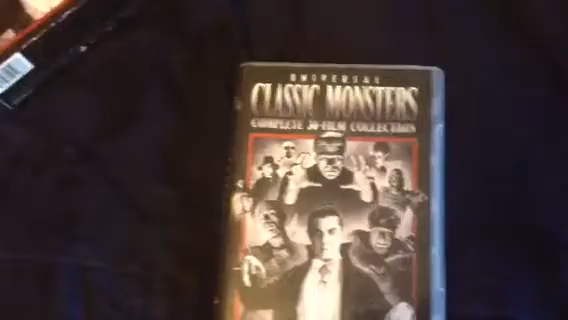 UNIVERSAL
CLASSIC MONSTERS
COMPLETE 30-FILM COLLECTION